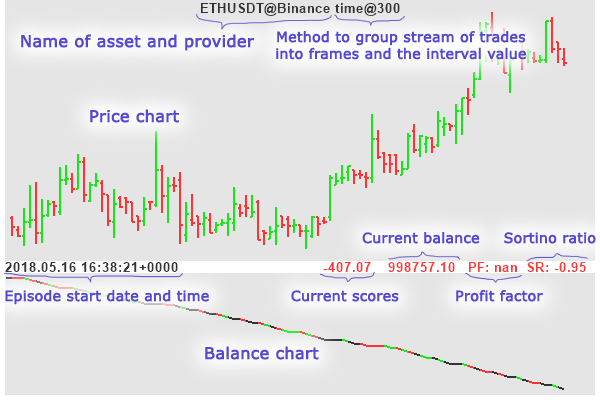 ETHUSDT@Binance time@300
Name of asset and provider
Method to group stream of trades
into frames and the interval value
Price chart
Current balance
Sortino ratio
2018.05.16 16:38:21+0000
-407.07
998757.10
PF: nan
SR: -0.95
Episode start date and time
Current scores
Profit factor
Balance chart